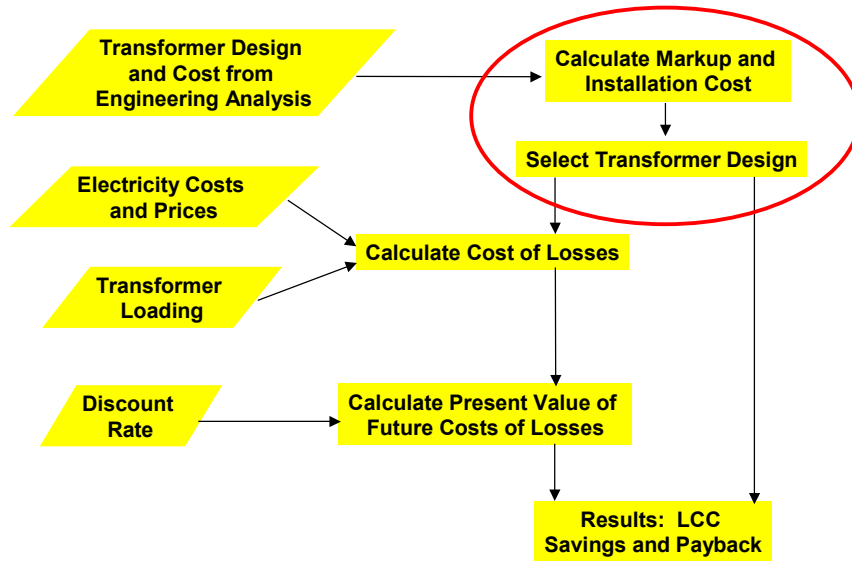 Transformer Design
and Cost from
Engineering Analysis
Calculate Markup and
Installation Cost
Select Transformer Design
Electricity Costs
and Prices
Calculate Cost of Losses
Transformer
Loading
Discount
Rate
Calculate Present Value of
Future Costs of Losses
Results:  LCC
Savings and Payback